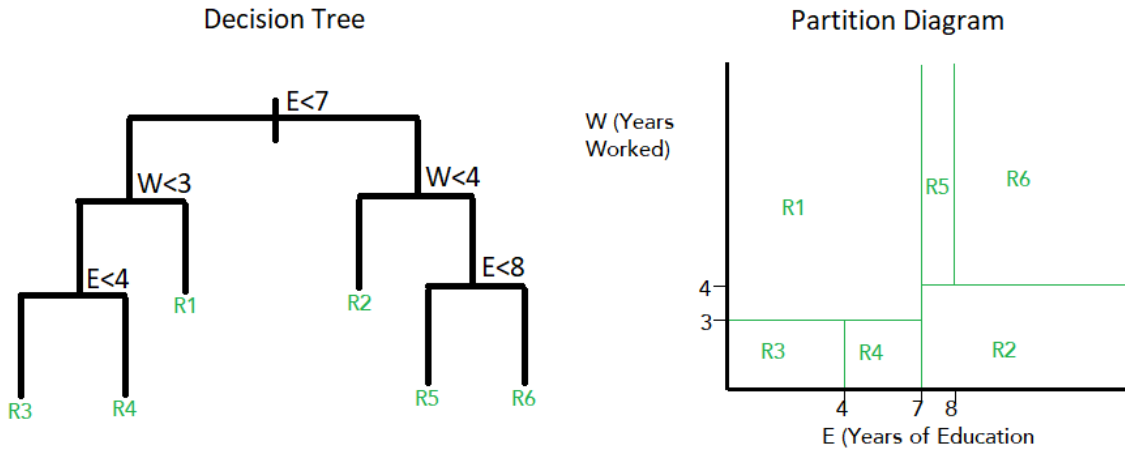 Decision Tree
E<7
W<3
W<4
E<4
E<8
R1
R2
R3
R4
R5
R6
Partition Diagram
W (Years
Worked)
R5
R6
R1
4
3
R3
R4
R2
4
7
8
E (Years of Education